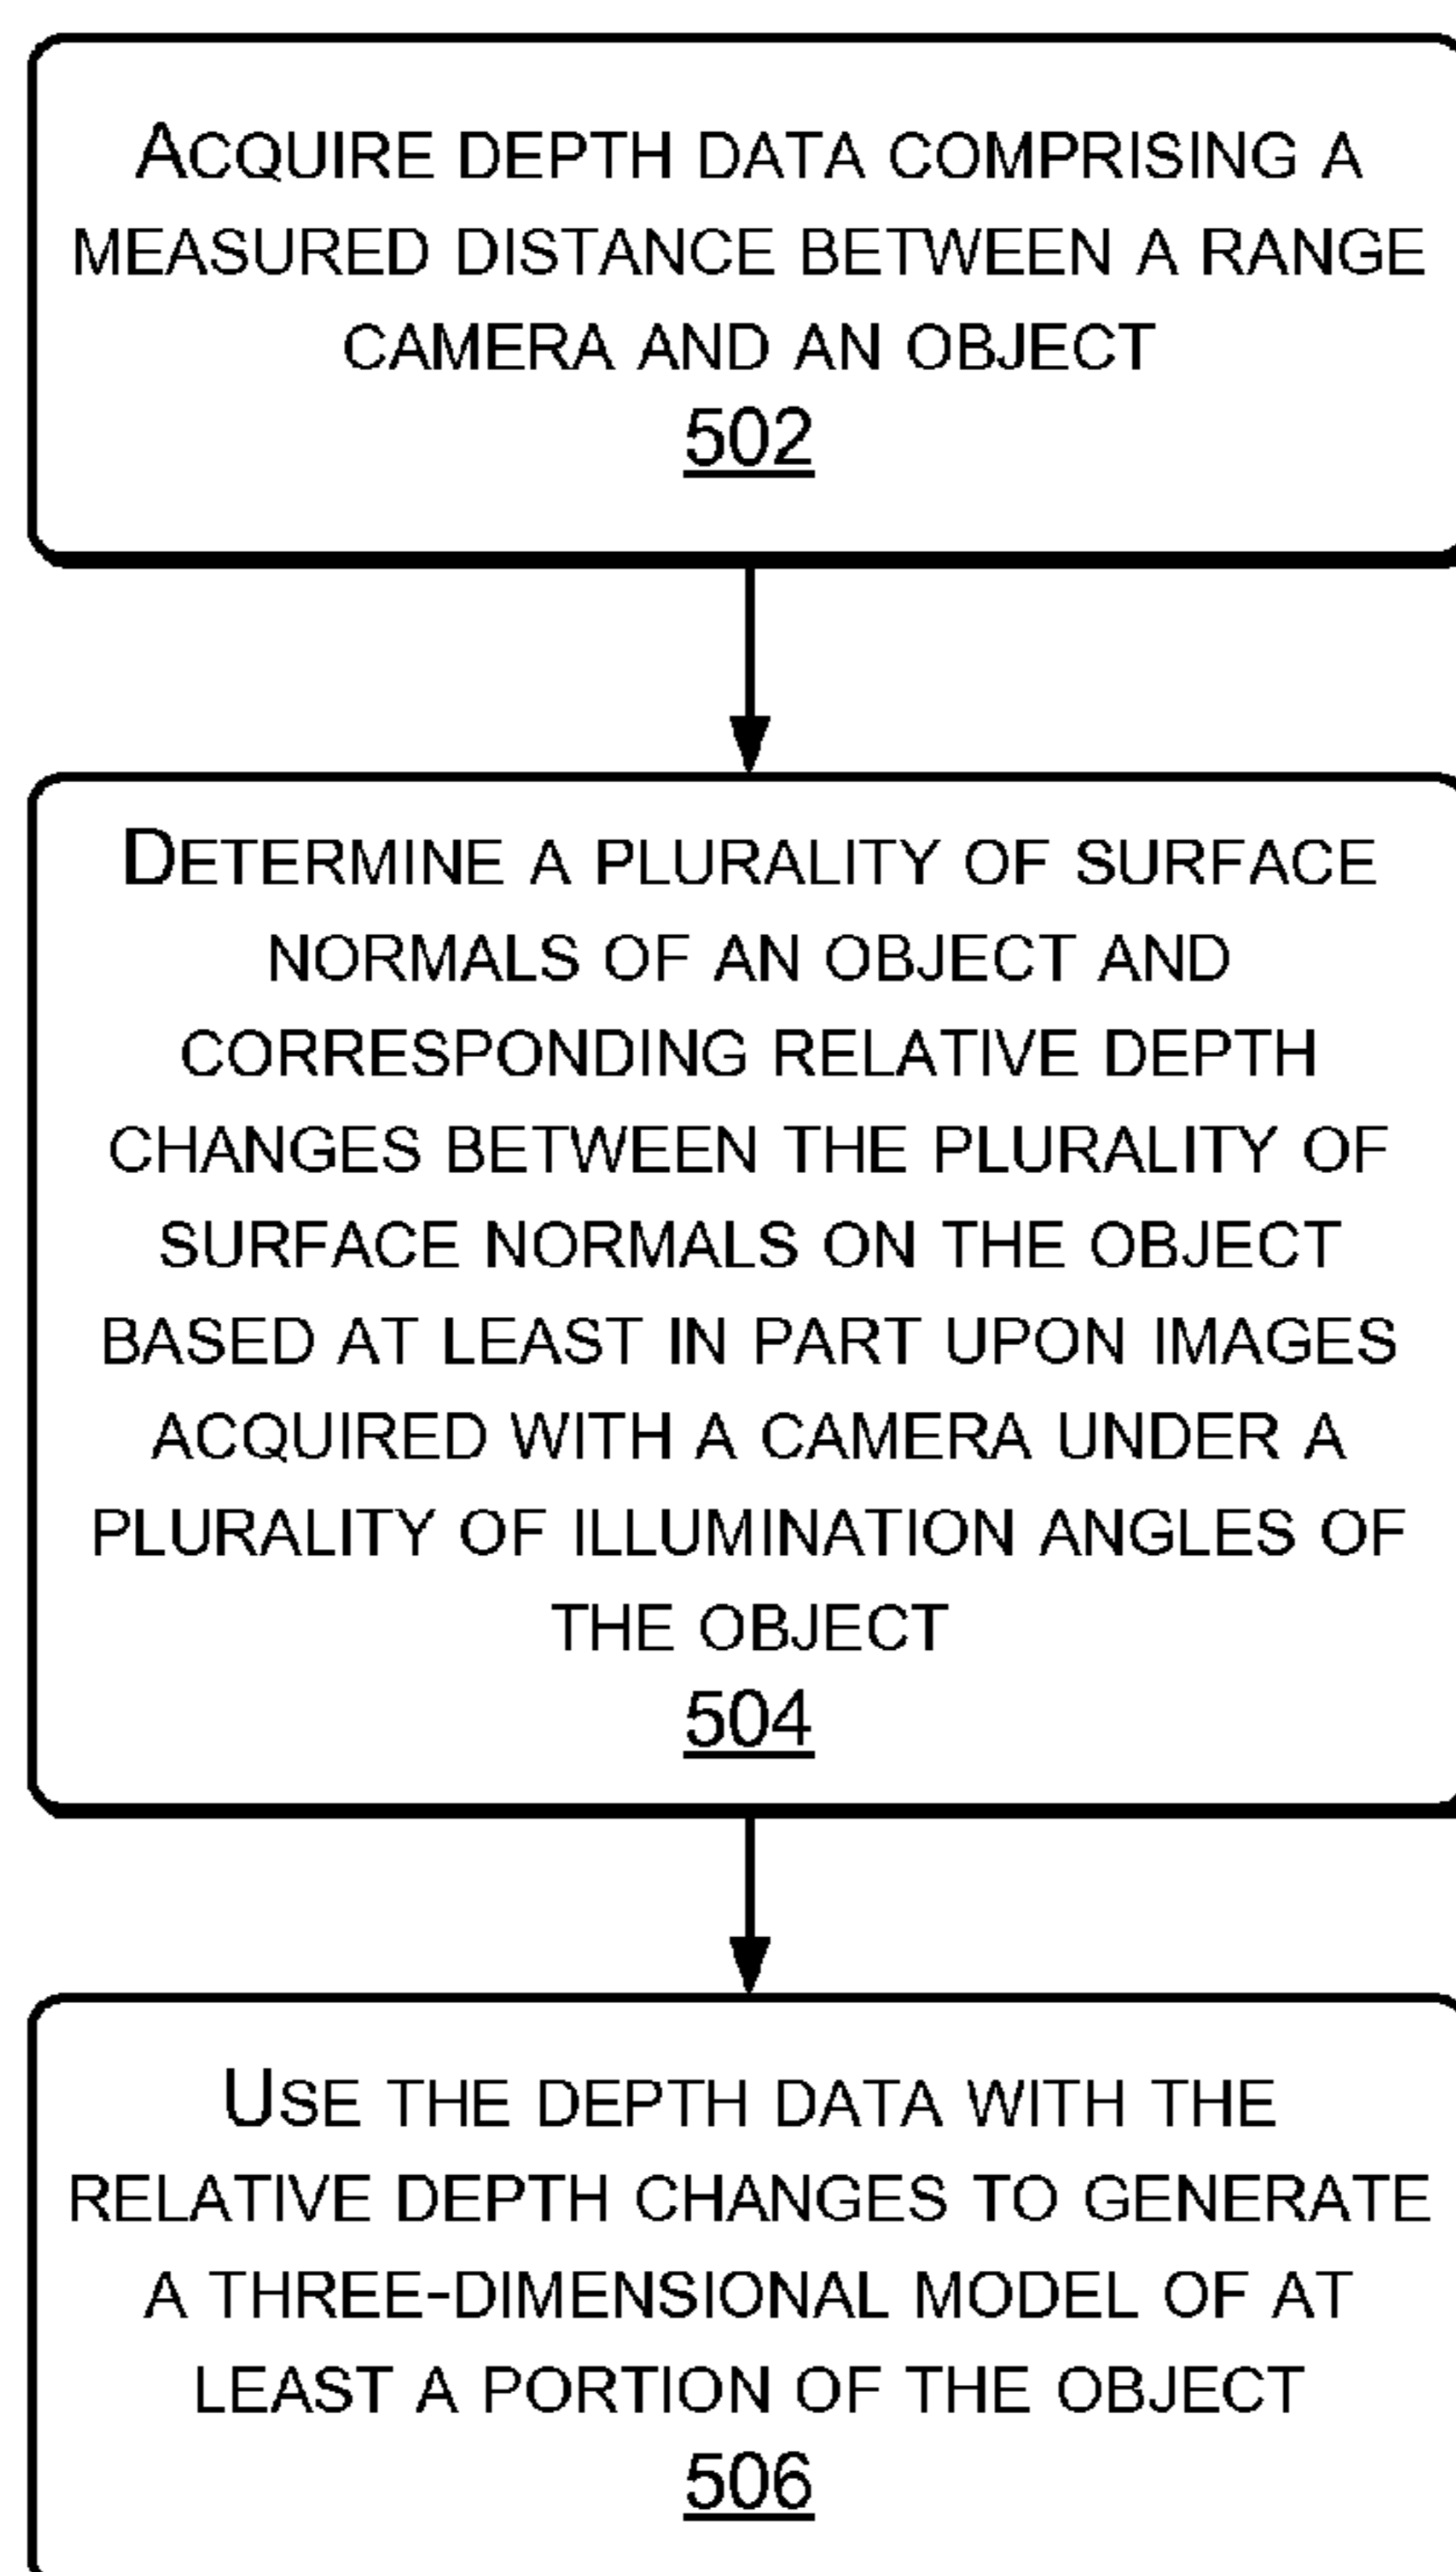 ACQUIRE DEPTH DATA COMPRISING A
MEASURED DISTANCE BETWEEN A RANGE
CAMERA AND AN OBJECT
502
DETERMINE A PLURALITY OF SURFACE
NORMALS OF AN OBJECT AND
CORRESPONDING RELATIVE DEPTH
CHANGES BETWEEN THE PLURALITY OF
SURFACE NORMALS ON THE OBJECT
BASED AT LEAST IN PART UPON IMAGES
ACQUIRED WITH A CAMERA UNDER A
PLURALITY OF ILLUMINATION ANGLES OF
THE OBJECT
504
USE THE DEPTH DATA WITH THE
RELATIVE DEPTH CHANGES TO GENERATE
A THREE-DIMENSIONAL MODEL OF AT
LEAST A PORTION OF THE OBJECT
506